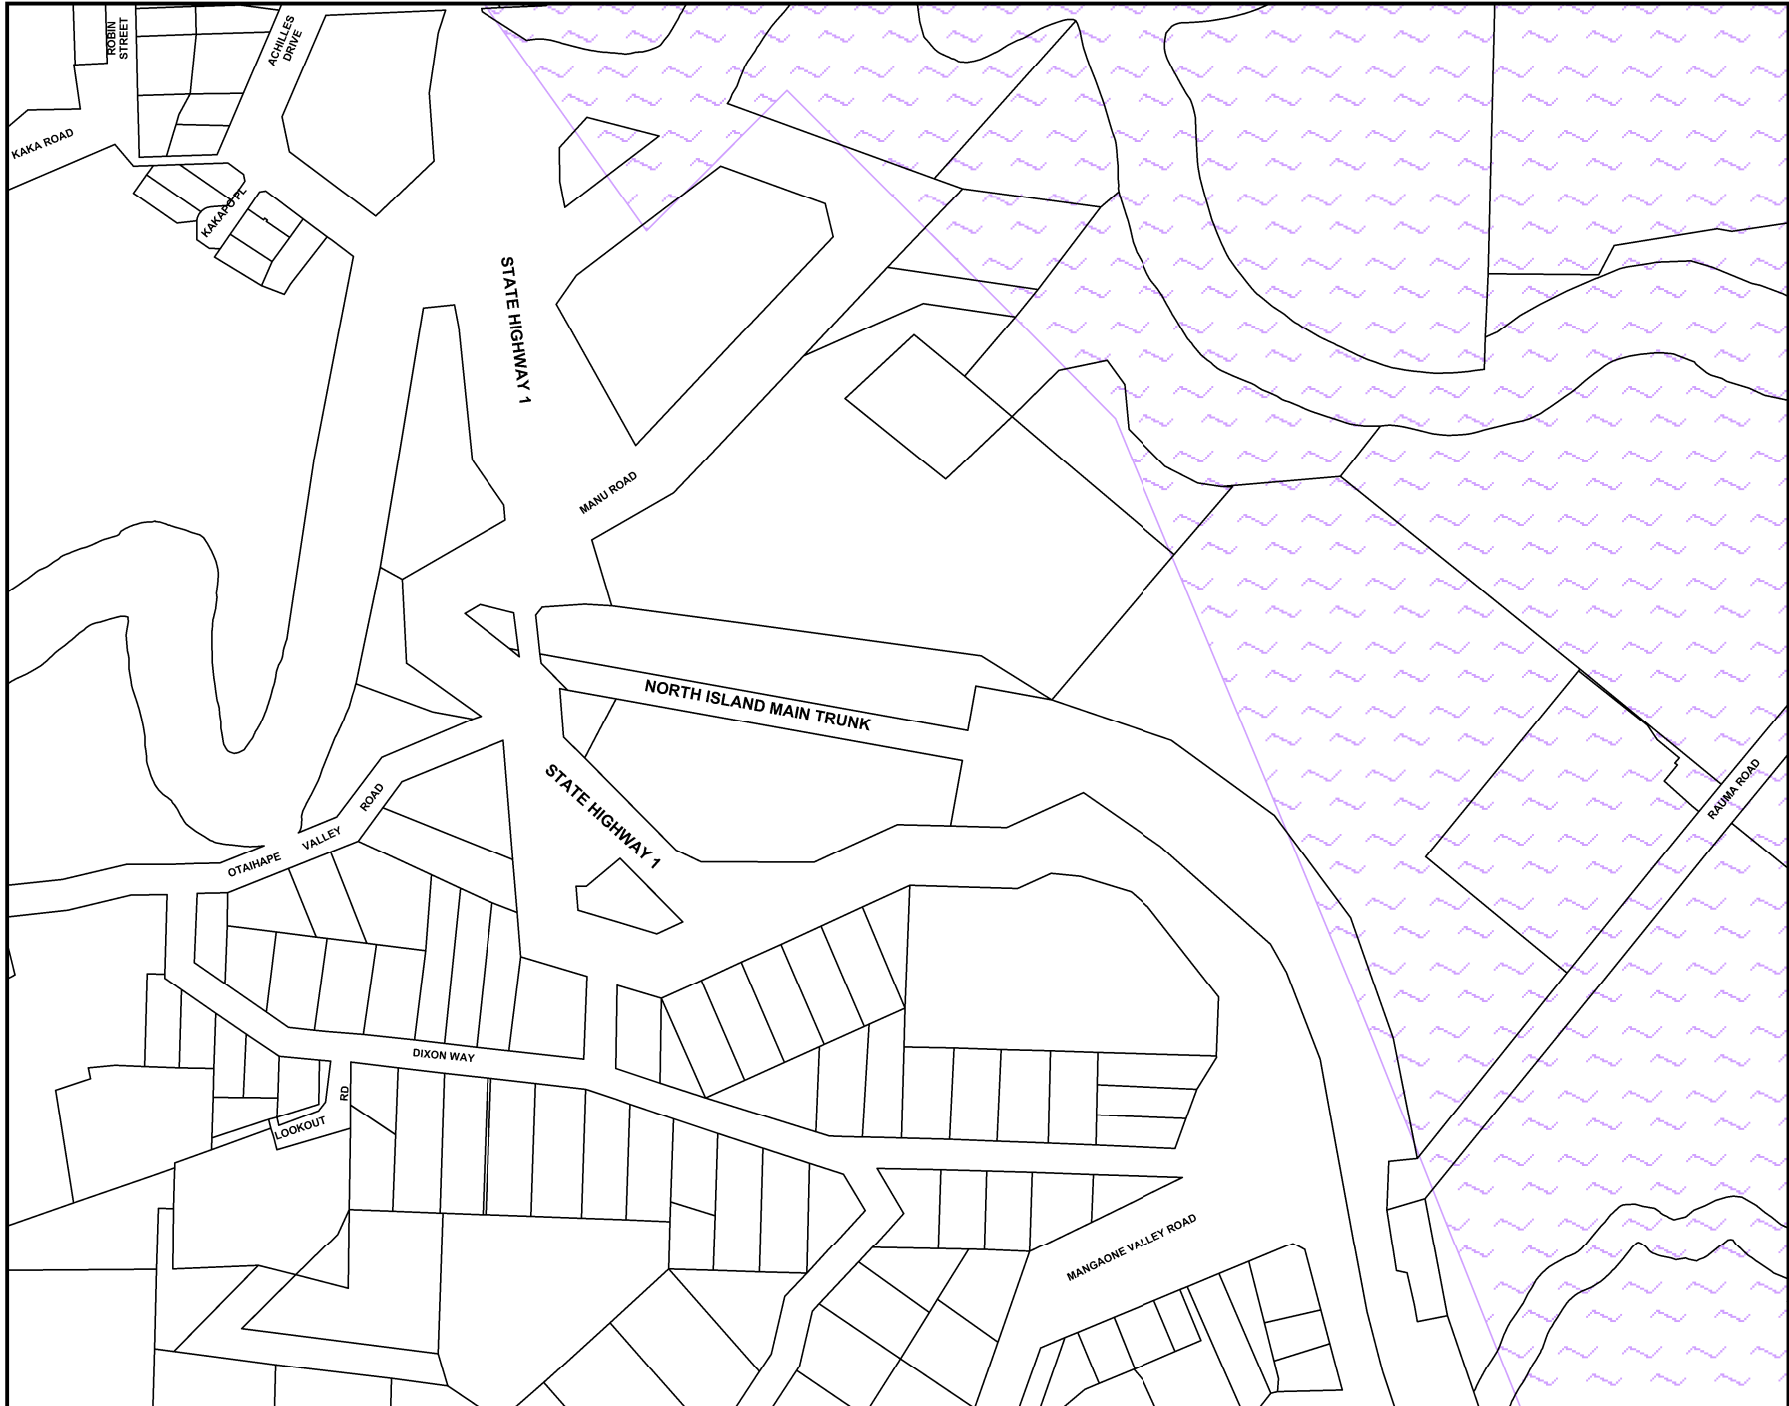 ROBIN
STREET
ACHILLES
DRIVE
KAKA ROAD
KAKAPO PL
STATE HIGHWAY 1
MANU ROAD
NORTH ISLAND MAIN TRUNK
STATE HIGHWAY 1
RAUMA ROAD
OTAIHAPE VALLEY ROAD
DIXON WAY
LOOKOUT RD
MANGAONE VALLEY ROAD